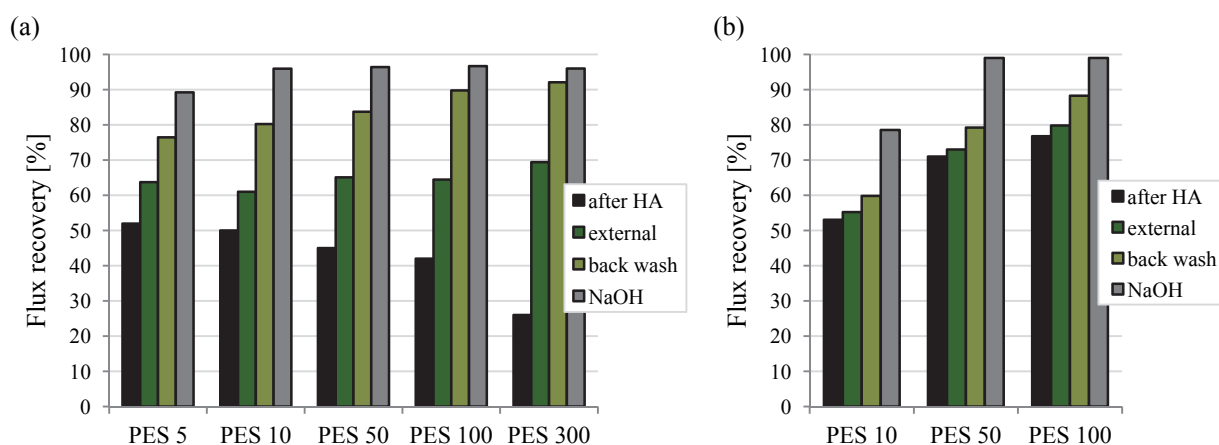 (a)
Flux recovery [%]
100
90
80
70
60
50
40
30
20
10
0
PES 5 PES 10 PES 50 PES 100 PES 300
after HA
external
back wash
NaOH
(b)
Flux recovery [%]
100
90
80
70
60
50
40
30
20
10
0
PES 10 PES 50 PES 100
after HA
external
back wash
NaOH